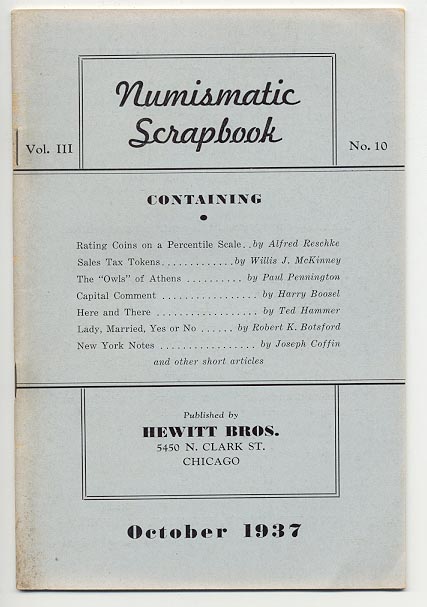 Numismatic
Scrapbook
Vol. III
No. 10
CONTAINING
Rating Coins on a Percentile Scale..by Alfred Reschke
Sales Tax Tokens.............by Willis J. McKinney
The "Owls" of Athens .......... by Paul Pennington
Capital Comment ................. by Harry Boosel
Here and There .................. by Ted Hammer
Lady, Married, Yes or No ...... by Robert K. Botsford
New York Notes ................. by Joseph Coffin
and other short articles
Published by
HEWITT BROS.
5450 N. CLARK ST.
CHICAGO
October 1937